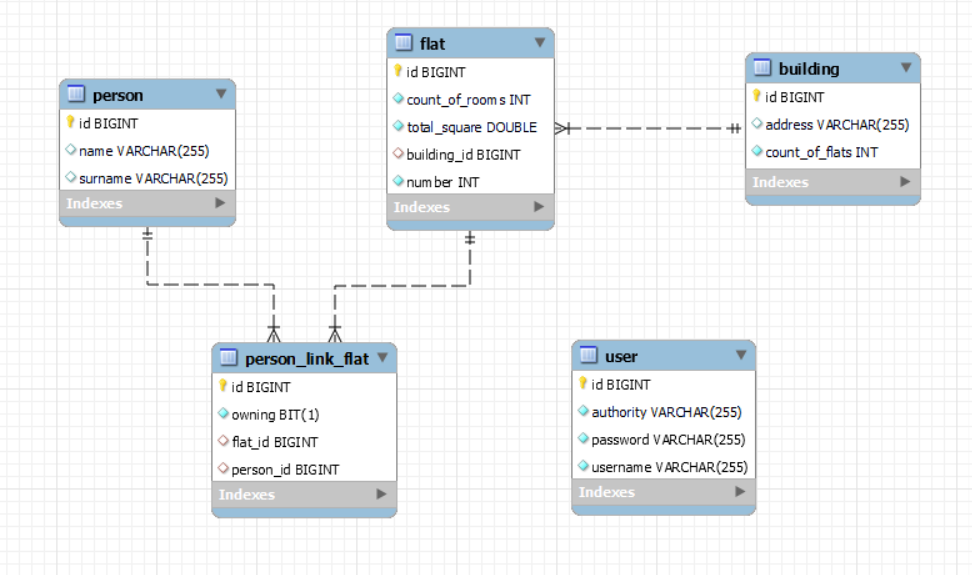 person
id BIGINT
name VARCHAR(255)
surname VARCHAR(255)
Indexes
flat
id BIGINT
count_of_rooms INT
total_square DOUBLE
building_id BIGINT
number INT
Indexes
building
id BIGINT
address VARCHAR(255)
count_of_flats INT
Indexes
person_link_flat
id BIGINT
owning BIT(1)
flat_id BIGINT
person_id BIGINT
Indexes
user
id BIGINT
authority VARCHAR(255)
password VARCHAR(255)
username VARCHAR(255)
Indexes